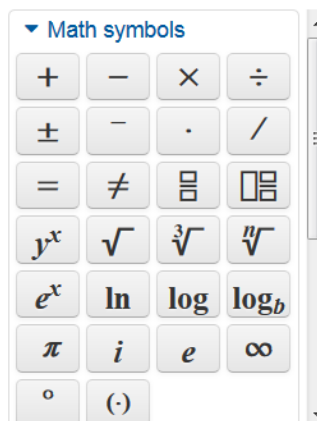 Math symbols
+ − × ÷
± − · /
= ≠
yˣ √ ∛ ⁿ√
eˣ ln log log_b
π i e ∞
° (·)